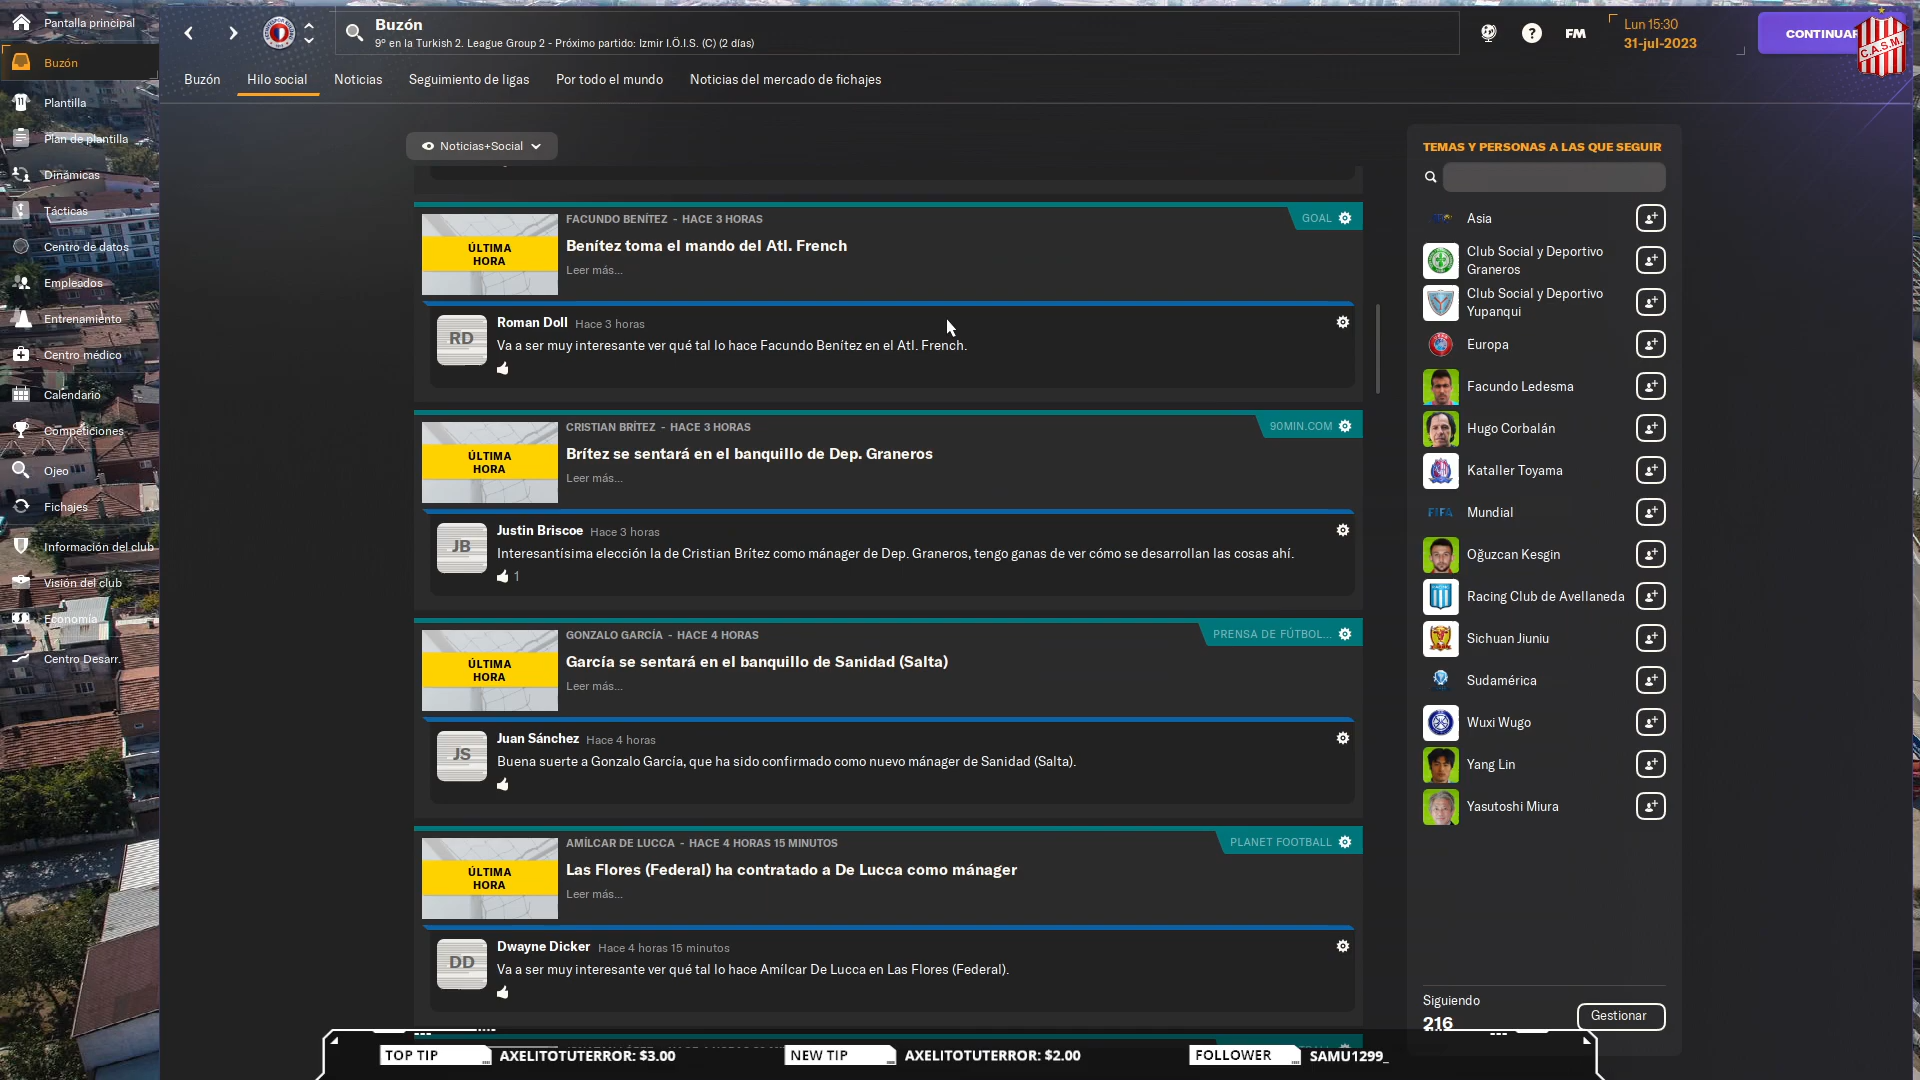 Pantalla principal
Buzón
Plantilla
Plan de plantilla
Dinámicas
Tácticas
Centro de datos
Empleados
Entrenamiento
Centro médico
Calendario
Competiciones
Ojeo
Fichajes
Información del club
Visión del club
Economía
Centro Desarr.
Buzón
9º en la Turkish 2. League Group 2 - Próximo partido: Izmir I.Ö.I.S. (C) (2 días)
FM
Lun 15:30
31-jul-2023
CONTINUAR
C.A.S.M.
Buzón
Hilo social
Noticias
Seguimiento de ligas
Por todo el mundo
Noticias del mercado de fichajes
Noticias+Social
FACUNDO BENÍTEZ - HACE 3 HORAS
GOAL
ÚLTIMA
HORA
Benítez toma el mando del Atl. French
Leer más...
RD
Roman Doll Hace 3 horas
Va a ser muy interesante ver qué tal lo hace Facundo Benítez en el Atl. French.
CRISTIAN BRÍTEZ - HACE 3 HORAS
90MIN.COM
ÚLTIMA
HORA
Brítez se sentará en el banquillo de Dep. Graneros
Leer más...
JB
Justin Briscoe Hace 3 horas
Interesantísima elección la de Cristian Brítez como mánager de Dep. Graneros, tengo ganas de ver cómo se desarrollan las cosas ahí.
1
GONZALO GARCÍA - HACE 4 HORAS
PRENSA DE FÚTBOL...
ÚLTIMA
HORA
García se sentará en el banquillo de Sanidad (Salta)
Leer más...
JS
Juan Sánchez Hace 4 horas
Buena suerte a Gonzalo García, que ha sido confirmado como nuevo mánager de Sanidad (Salta).
AMÍLCAR DE LUCCA - HACE 4 HORAS 15 MINUTOS
PLANET FOOTBALL
ÚLTIMA
HORA
Las Flores (Federal) ha contratado a De Lucca como mánager
Leer más...
DD
Dwayne Dicker Hace 4 horas 15 minutos
Va a ser muy interesante ver qué tal lo hace Amílcar De Lucca en Las Flores (Federal).
TEMAS Y PERSONAS A LAS QUE SEGUIR
Asia
Club Social y Deportivo
Graneros
Club Social y Deportivo
Yupanqui
Europa
Facundo Ledesma
Hugo Corbalán
Kataller Toyama
FIFA
Mundial
Oğuzcan Kesgin
Racing Club de Avellaneda
Sichuan Jiuniu
Sudamérica
Wuxi Wugo
Yang Lin
Yasutoshi Miura
Siguiendo
216
Gestionar
TOP TIP
AXELITOTUTERROR: $3.00
NEW TIP
AXELITOTUTERROR: $2.00
FOLLOWER
SAMU1299_